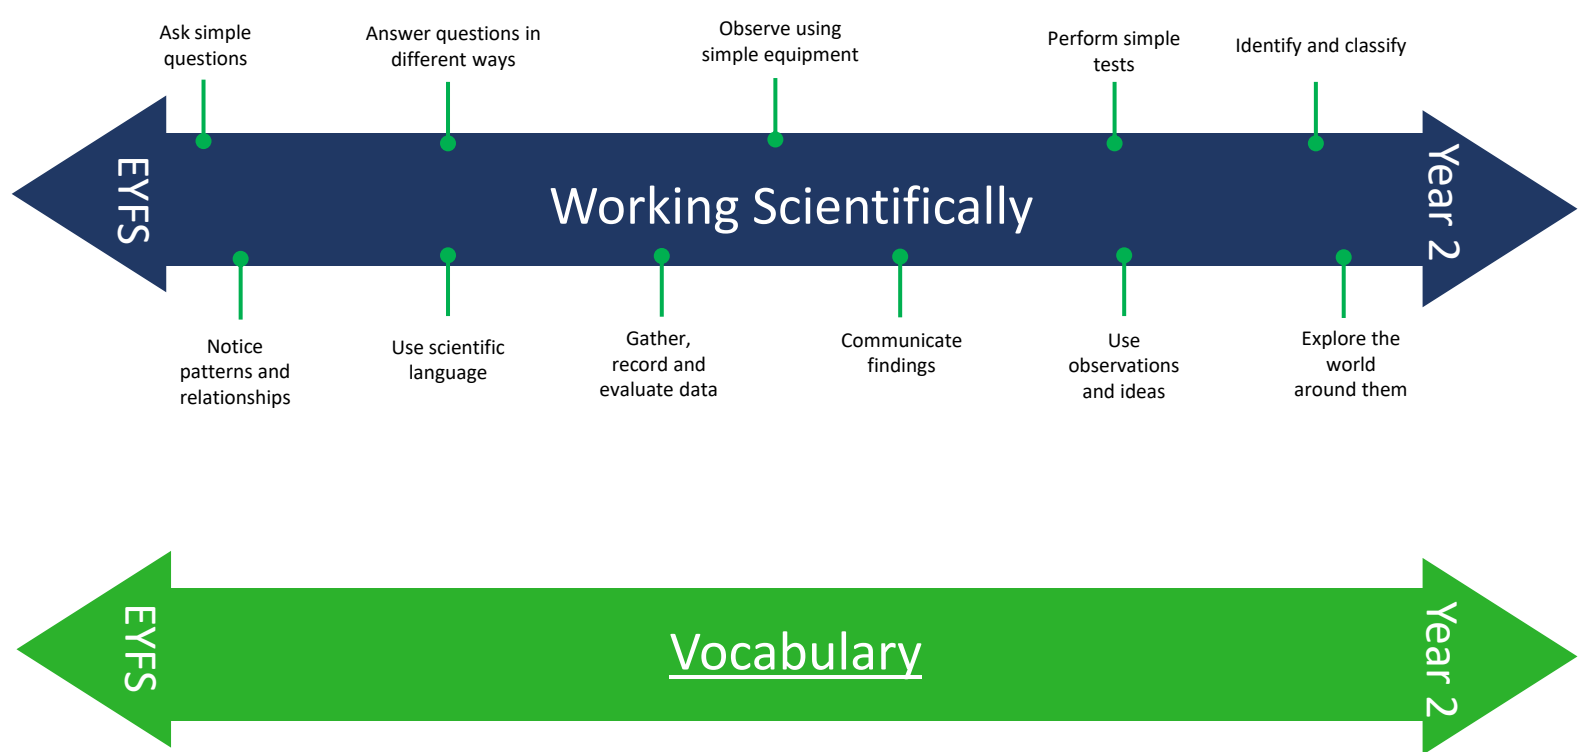 Ask simple
questions
Answer questions in
different ways
Observe using
simple equipment
Perform simple
tests
Identify and classify
EYFS
Working Scientifically
Year 2
Notice
patterns and
relationships
Use scientific
language
Gather,
record and
evaluate data
Communicate
findings
Use
observations
and ideas
Explore the
world
around them
EYFS
Vocabulary
Year 2